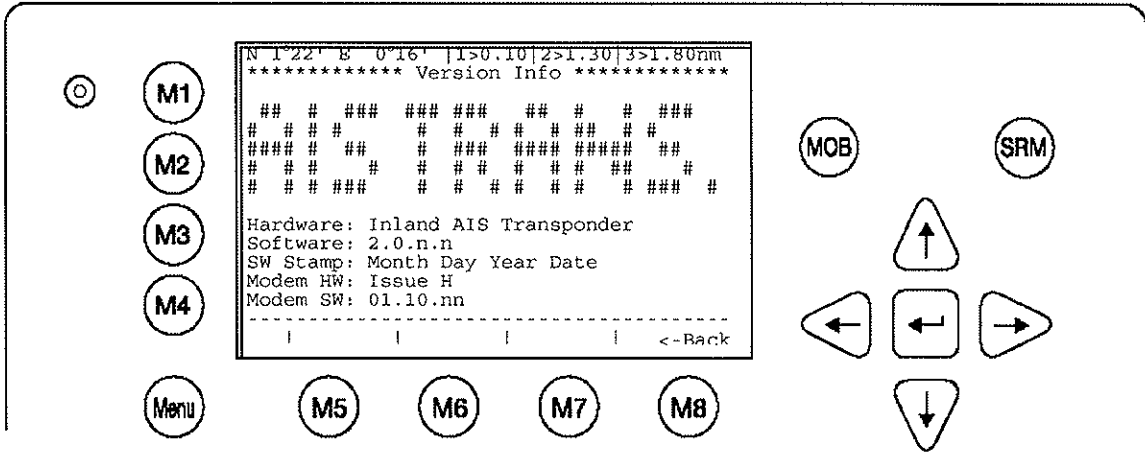 N 1°22' E   0°16'  |1>0.10|2>1.30|3>1.80nm
************* Version Info *************
AIS TRANS.
Hardware: Inland AIS Transponder
Software: 2.0.n.n
SW Stamp: Month Day Year Date
Modem HW: Issue H
Modem SW: 01.10.nn
<-Back
M1
M2
M3
M4
Menu
M5
M6
M7
M8
MOB
SRM